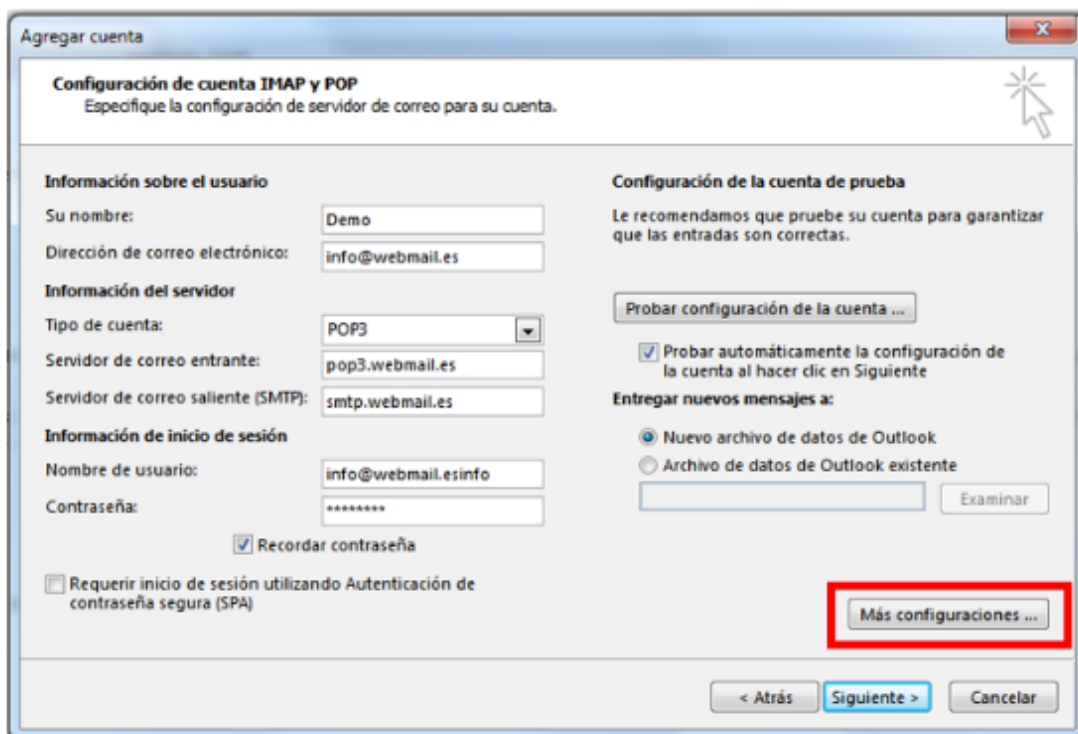 Agregar cuenta
Configuración de cuenta IMAP y POP
Especifique la configuración de servidor de correo para su cuenta.
Información sobre el usuario
Su nombre:
Demo
Dirección de correo electrónico:
info@webmail.es
Información del servidor
Tipo de cuenta:
POP3
Servidor de correo entrante:
pop3.webmail.es
Servidor de correo saliente (SMTP):
smtp.webmail.es
Información de inicio de sesión
Nombre de usuario:
info@webmail.esinfo
Contraseña:
********
Recordar contraseña
Requerir inicio de sesión utilizando Autenticación de
contraseña segura (SPA)
Configuración de la cuenta de prueba
Le recomendamos que pruebe su cuenta para garantizar
que las entradas son correctas.
Probar configuración de la cuenta ...
Probar automáticamente la configuración de
la cuenta al hacer clic en Siguiente
Entregar nuevos mensajes a:
Nuevo archivo de datos de Outlook
Archivo de datos de Outlook existente
Examinar
Más configuraciones ...
< Atrás
Siguiente >
Cancelar